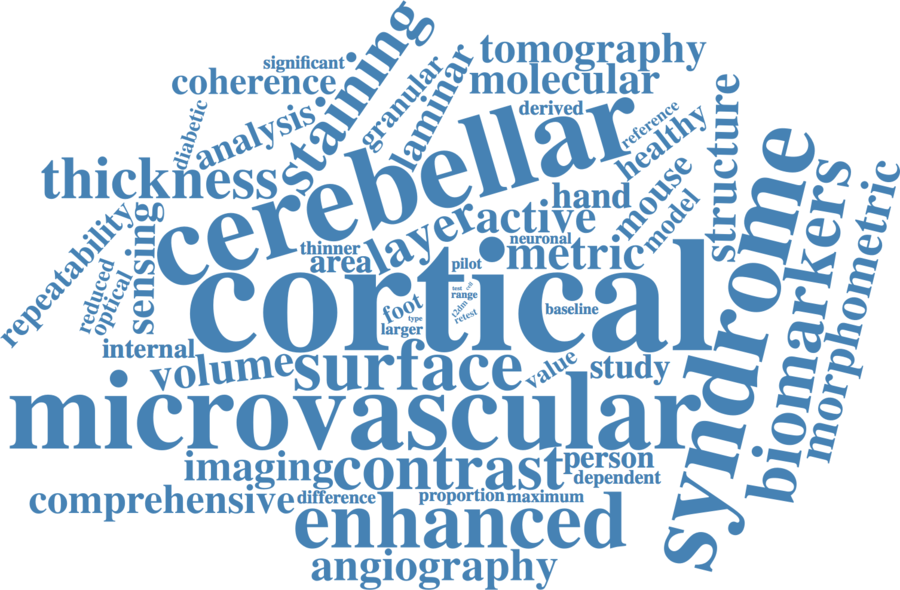 significant
coherence
staining
granular
laminar
tomography
molecular
diabetic
analysis
derived
reference
healthy
structure
thickness
cerebellar
hand
mouse
model
syndrome
biomarkers
morphometric
repeatability
sensing
reduced
optical
thinner
area
layer
active
neuronal
metric
pilot
cortical
foot
type
larger
test
cell
range
t2dm
retest
baseline
internal
volume
surface
value
study
microvascular
imaging
contrast
person
dependent
comprehensive
difference
proportion
maximum
enhanced
angiography